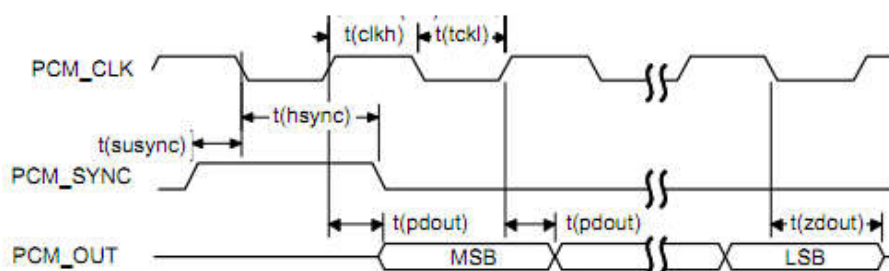 t(clkh) t(tckl)
PCM_CLK
t(hsync)
t(susync)
PCM_SYNC
t(pdout) t(pdout) t(zdout)
PCM_OUT MSB LSB